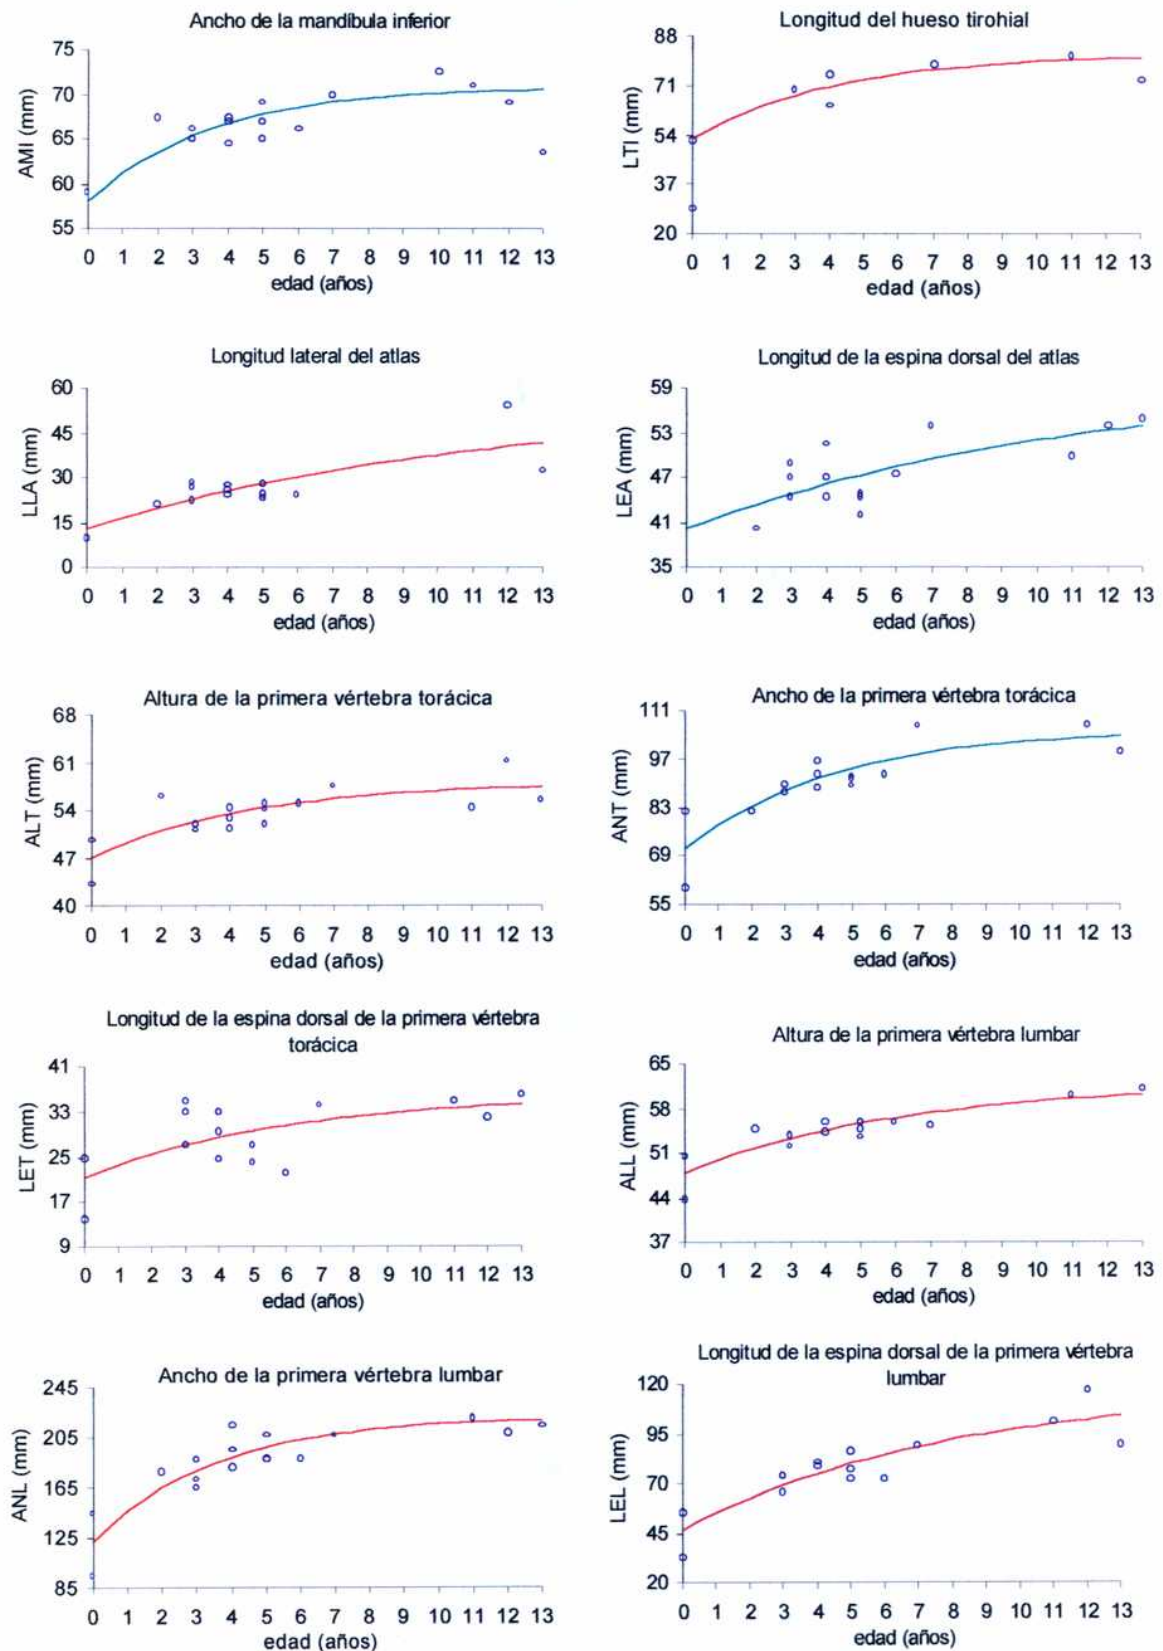 Ancho de la mandíbula inferior
75
70
65
60
55
AMI (mm)
0 1 2 3 4 5 6 7 8 9 10 11 12 13
edad (años)
Longitud del hueso tirohial
88
71
54
37
20
LTI (mm)
0 1 2 3 4 5 6 7 8 9 10 11 12 13
edad (años)
Longitud lateral del atlas
60
45
30
15
0
LLA (mm)
0 1 2 3 4 5 6 7 8 9 10 11 12 13
edad (años)
Longitud de la espina dorsal del atlas
59
53
47
41
35
LEA (mm)
0 1 2 3 4 5 6 7 8 9 10 11 12 13
edad (años)
Altura de la primera vértebra torácica
68
61
54
47
40
ALT (mm)
0 1 2 3 4 5 6 7 8 9 10 11 12 13
edad (años)
Ancho de la primera vértebra torácica
111
97
83
69
55
ANT (mm)
0 1 2 3 4 5 6 7 8 9 10 11 12 13
edad (años)
Longitud de la espina dorsal de la primera vértebra
torácica
41
33
25
17
9
LET (mm)
0 1 2 3 4 5 6 7 8 9 10 11 12 13
edad (años)
Altura de la primera vértebra lumbar
65
58
51
44
37
ALL (mm)
0 1 2 3 4 5 6 7 8 9 10 11 12 13
edad (años)
Ancho de la primera vértebra lumbar
245
205
165
125
85
ANL (mm)
0 1 2 3 4 5 6 7 8 9 10 11 12 13
edad (años)
Longitud de la espina dorsal de la primera vértebra
lumbar
120
95
70
45
20
LEL (mm)
0 1 2 3 4 5 6 7 8 9 10 11 12 13
edad (años)